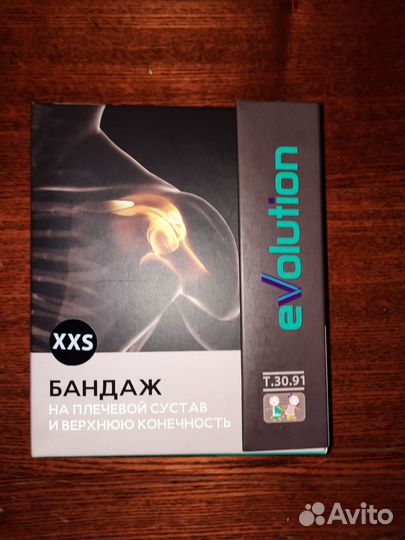 XXS
БАНДАЖ
НА ПЛЕЧЕВОЙ СУСТАВ
И ВЕРХНЮЮ КОНЕЧНОСТЬ
evolution
Т.30.91
Avito